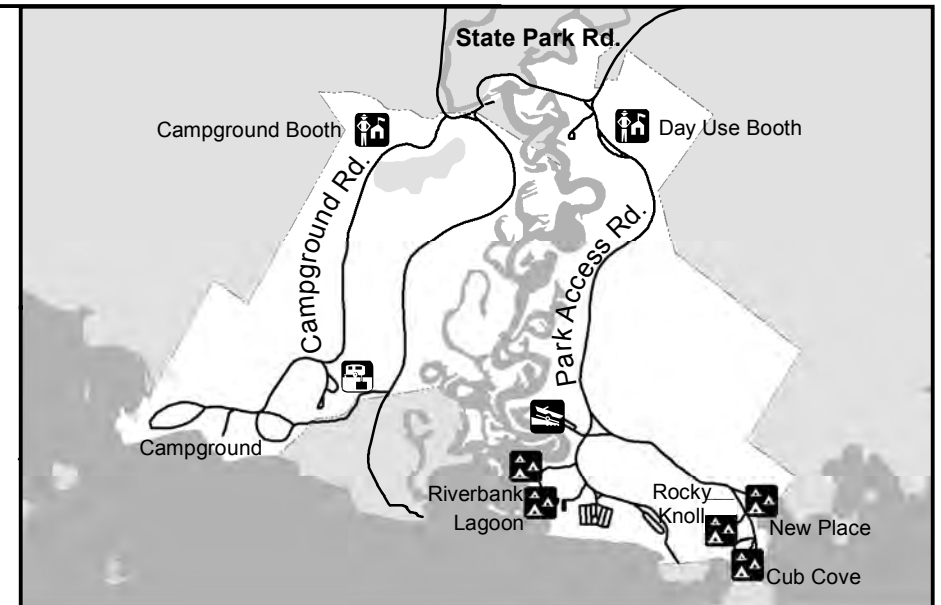 State Park Rd.
Campground Booth
Day Use Booth
Campground Rd.
Park Access Rd.
Campground
Riverbank
Lagoon
Rocky
Knoll
New Place
Cub Cove